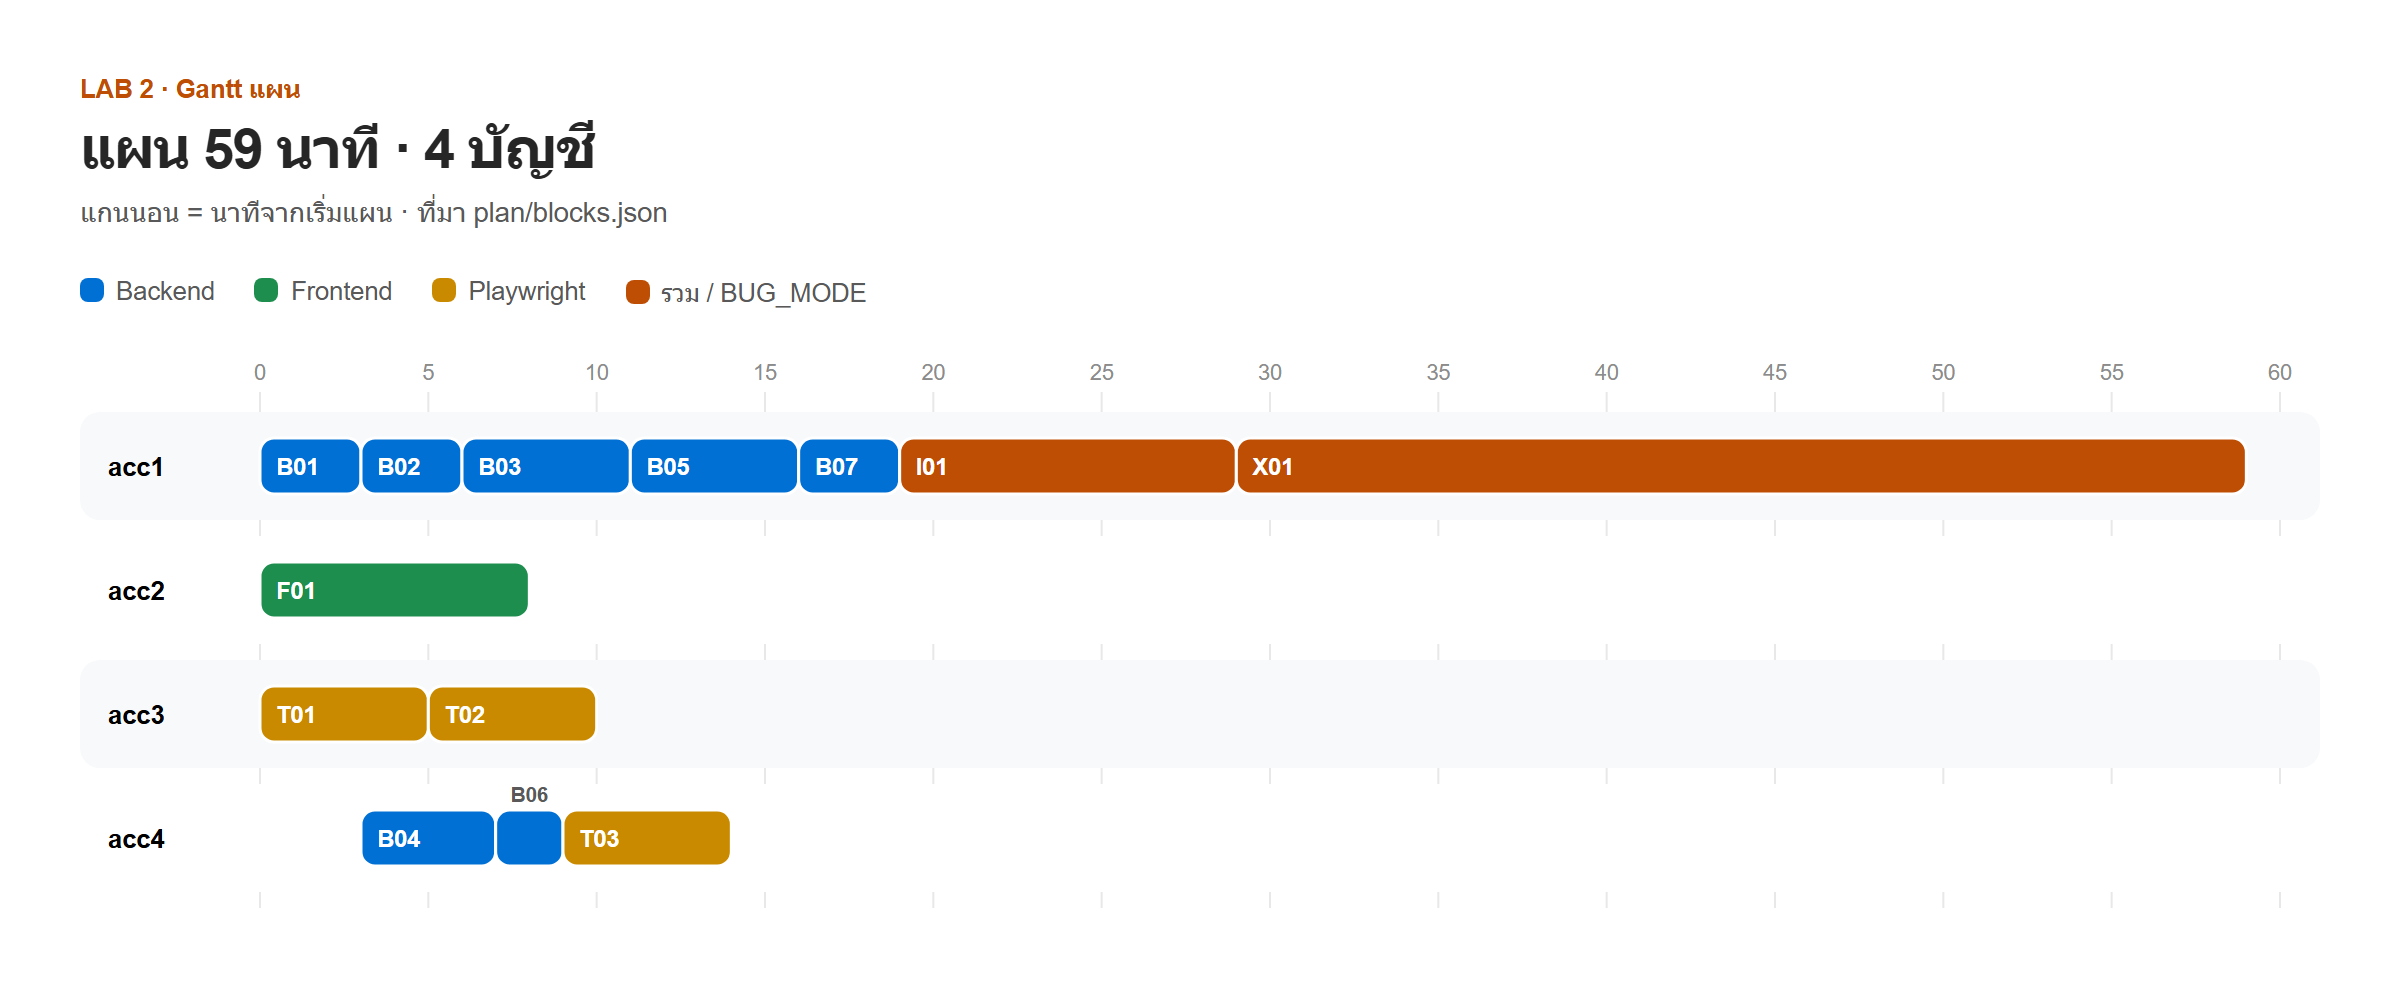 LAB 2 · Gantt แผน
แผน 59 นาที · 4 บัญชี
แกนนอน = นาทีจากเริ่มแผน · ที่มา plan/blocks.json
Backend Frontend Playwright รวม / BUG_MODE
0 5 10 15 20 25 30 35 40 45 50 55 60
acc1 B01 B02 B03 B05 B07 I01 X01
acc2 F01
acc3 T01 T02
B06
acc4 B04 T03